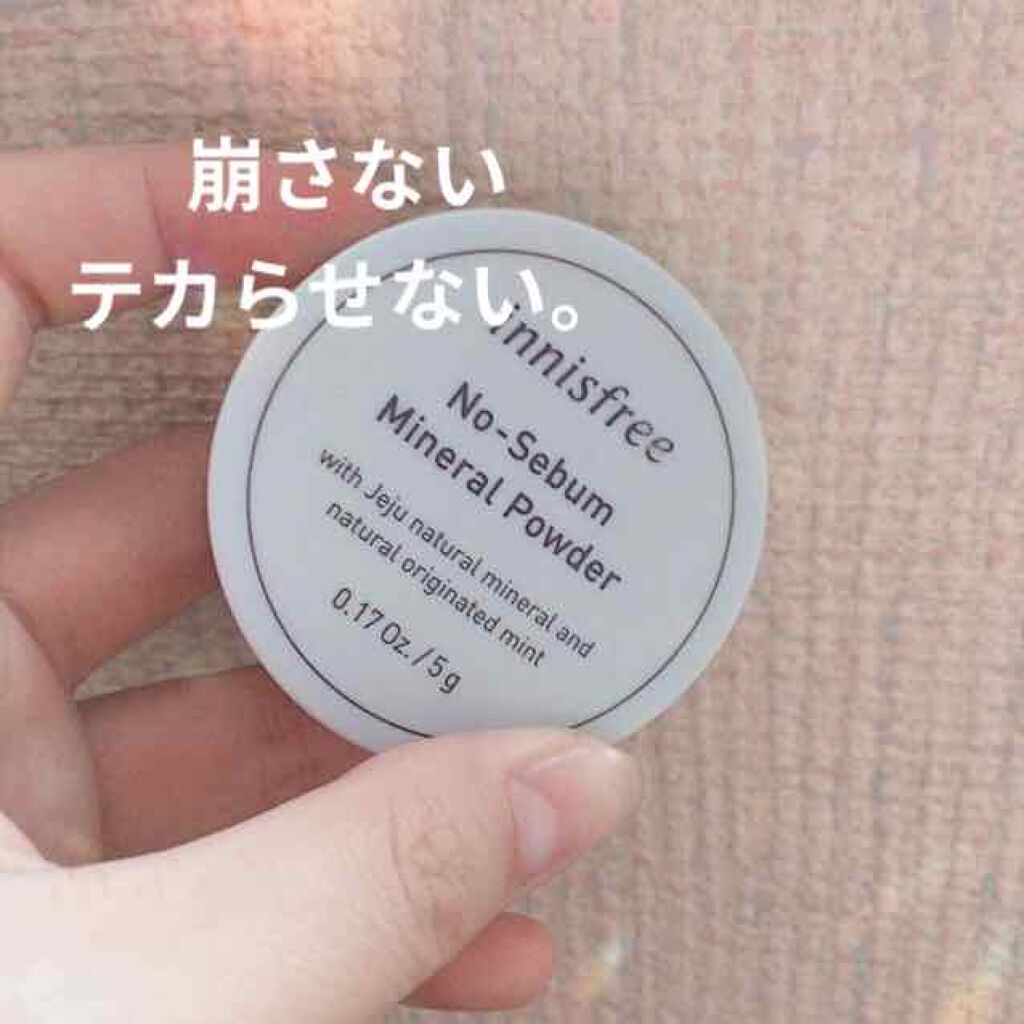 崩さない
テカらせない。
innisfree
No-Sebum
Mineral Powder
with Jeju natural mineral and
natural originated mint
0.17 Oz. / 5 g